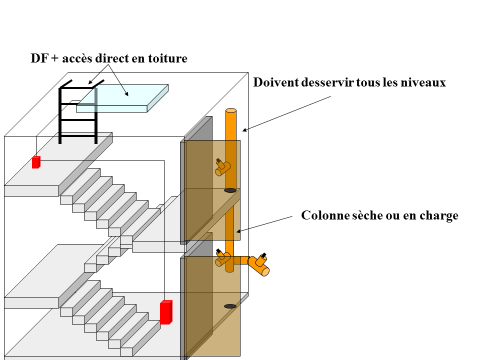 DF + accès direct en toiture
Doivent desservir tous les niveaux
Colonne sèche ou en charge